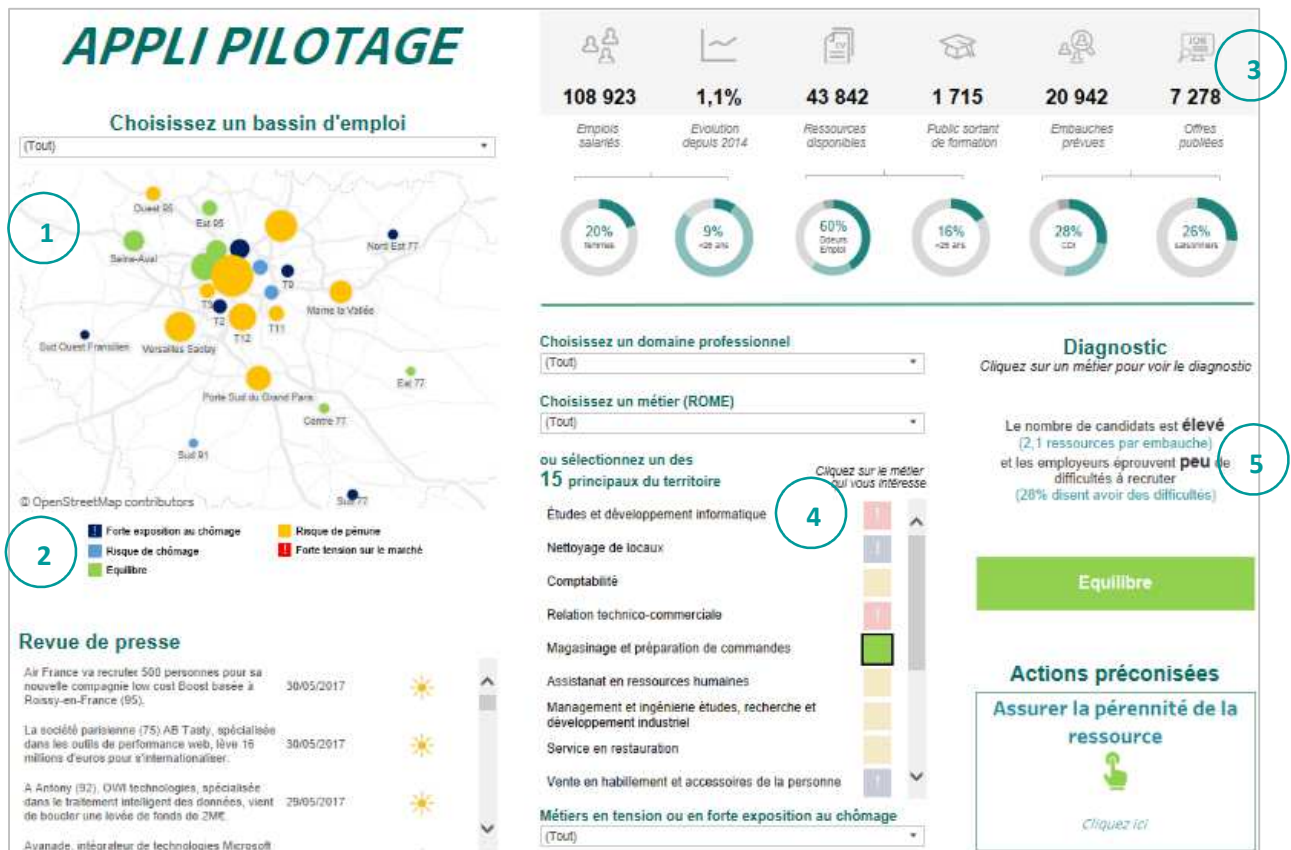 APPLI PILOTAGE
Choisissez un bassin d'emploi
(Tout)
1
Ouest 95
Est 95
Seine-Aval
Nord Est 77
T9
Marne la Vallée
T3
T2
T12
T11
Sud Ouest Francilien
Versailles Saclay
Porte Sud du Grand Paris
Est 77
Centre 77
Sud 91
Sud 77
© OpenStreetMap contributors
2
! Forte exposition au chômage
Risque de pénurie
Risque de chômage
! Forte tension sur le marché
Equilibre
Revue de presse
Air France va recruter 500 personnes pour sa
nouvelle compagnie low cost Boost basée à
Roissy-en-France (95).
30/05/2017
La société parisienne (75) AB Tasty, spécialisée
dans les outils de performance web, lève 16
millions d'euros pour s'internationaliser.
30/05/2017
A Antony (92), OWI technologies, spécialisée
dans le traitement intelligent des données, vient
de boucler une levée de fonds de 2M€.
29/05/2017
Avanade, intégrateur de technologies Microsoft
CV
JOB
3
108 923 1,1% 43 842 1 715 20 942 7 278
Emplois salariés
Evolution depuis 2014
Ressources disponibles
Public sortant de formation
Embauches prévues
Offres publiées
20% femmes
9% <26 ans
60% Emploi
16% <26 ans
28% CDI
26% saisonniers
Choisissez un domaine professionnel
(Tout)
Choisissez un métier (ROME)
(Tout)
ou sélectionnez un des
15 principaux du territoire
Cliquez sur le métier
qui vous intéresse
4
Études et développement informatique !
Nettoyage de locaux !
Comptabilité
Relation technico-commerciale !
Magasinage et préparation de commandes
Assistanat en ressources humaines
Management et ingénierie études, recherche et
développement industriel
Service en restauration
Vente en habillement et accessoires de la personne !
Métiers en tension ou en forte exposition au chômage
(Tout)
Diagnostic
Cliquez sur un métier pour voir le diagnostic
Le nombre de candidats est élevé
(2,1 ressources par embauche)
et les employeurs éprouvent peu de
difficultés à recruter
(28% disent avoir des difficultés)
5
Equilibre
Actions préconisées
Assurer la pérennité de la
ressource
Cliquez ici